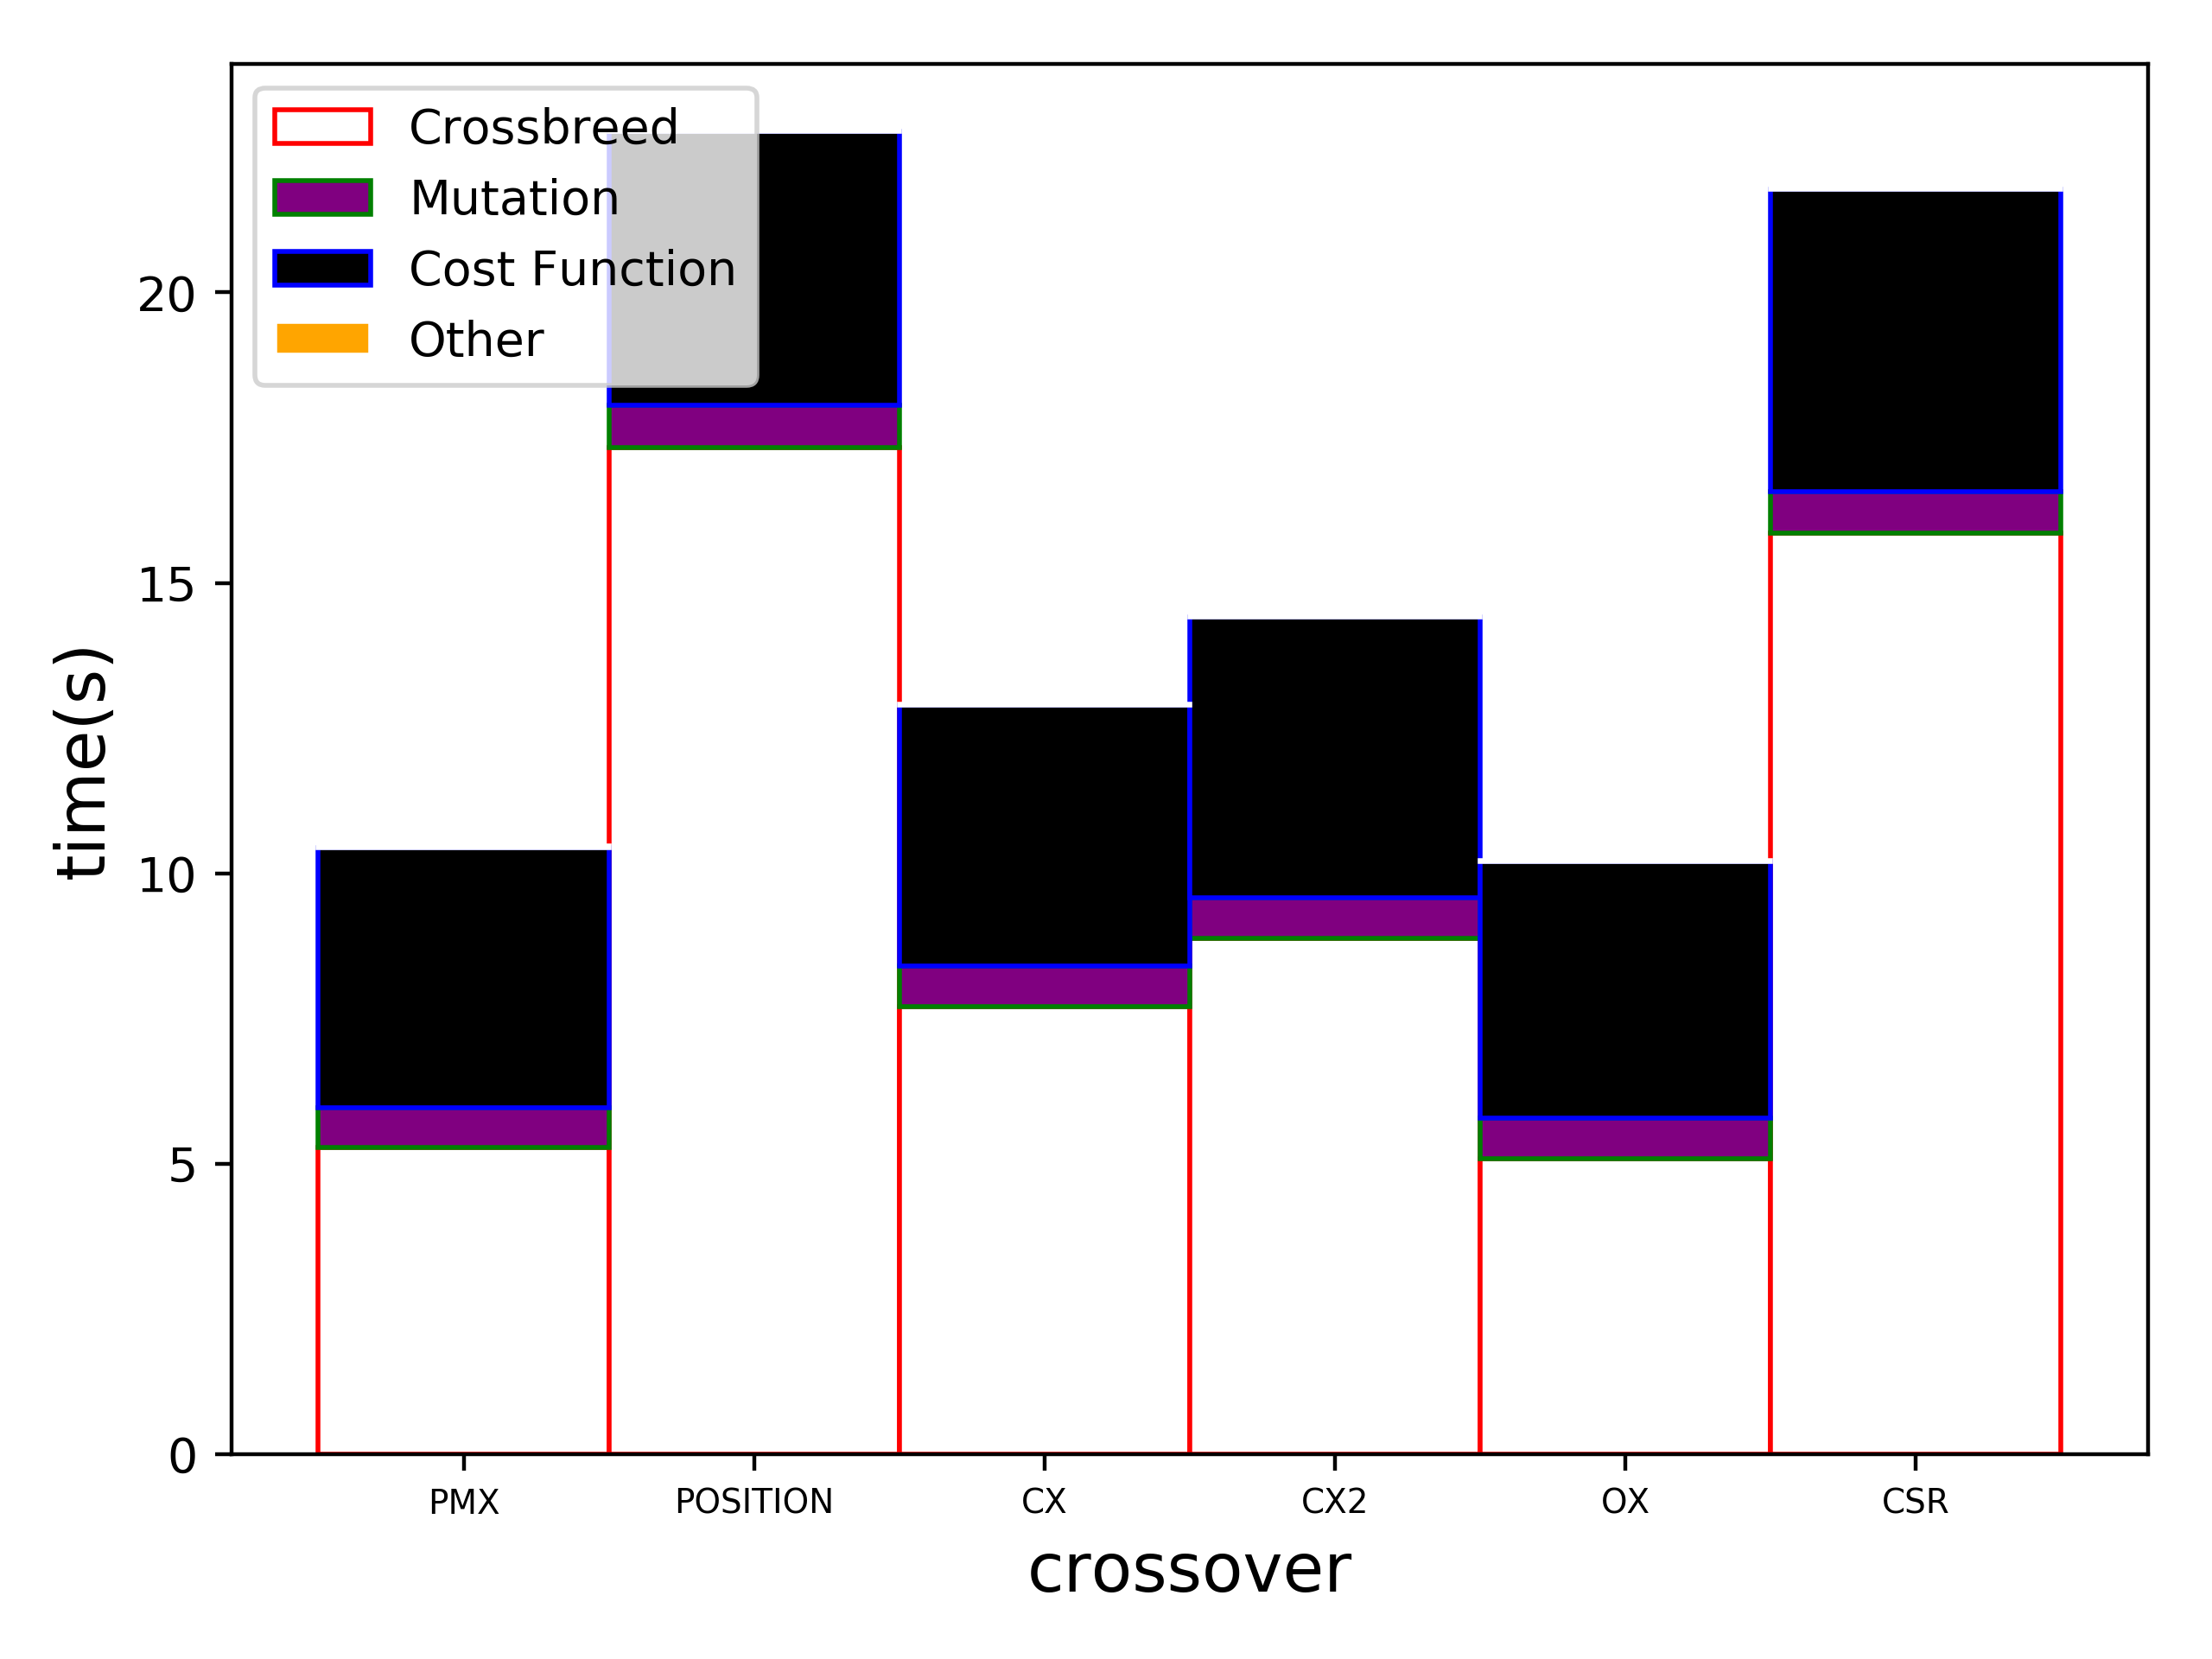 Crossbreed
Mutation
Cost Function
Other
time(s)
20
15
10
5
0
PMX POSITION CX CX2 OX CSR
crossover